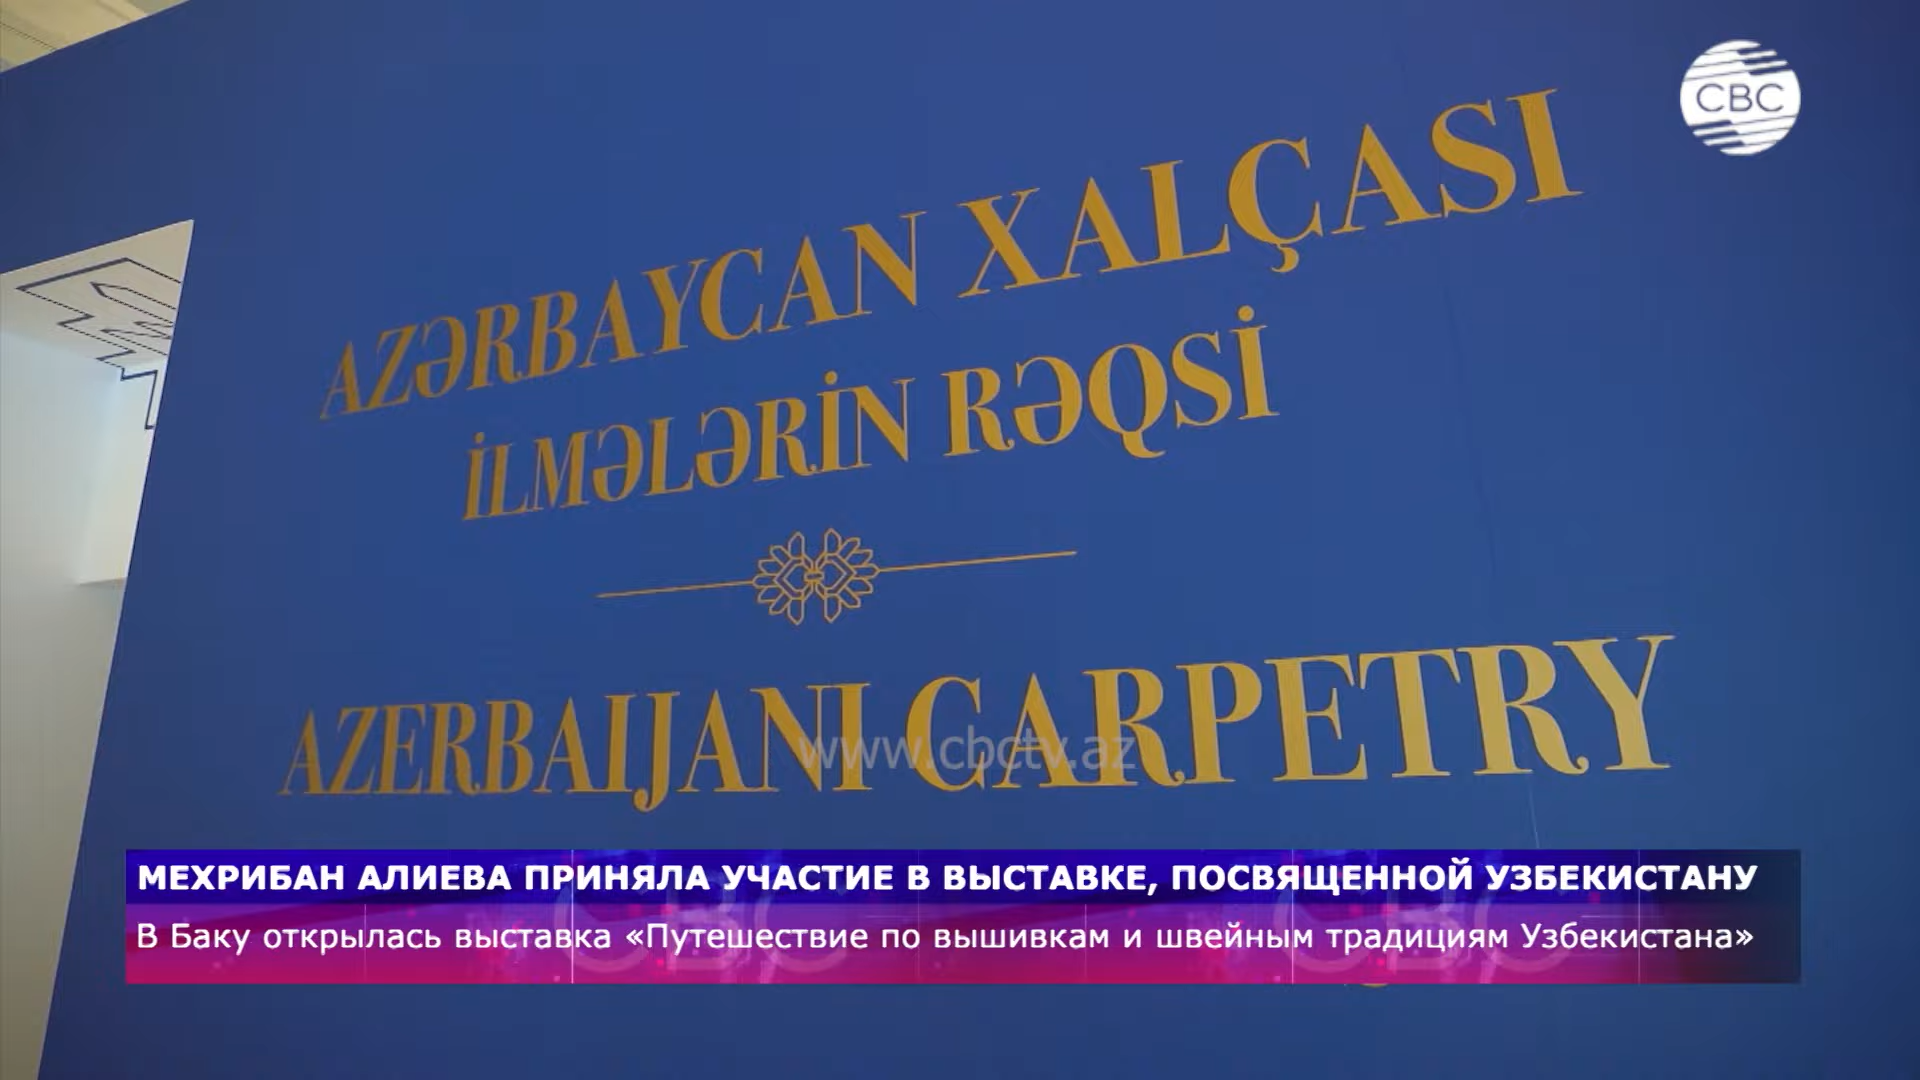 CBC
AZƏRBAYCAN XALÇASI
İLMƏLƏRİN RƏQSİ
AZERBAIJANI CARPETRY
www.cbctv.az
МЕХРИБАН АЛИЕВА ПРИНЯЛА УЧАСТИЕ В ВЫСТАВКЕ, ПОСВЯЩЕННОЙ УЗБЕКИСТАНУ
В Баку открылась выставка «Путешествие по вышивкам и швейным традициям Узбекистана»